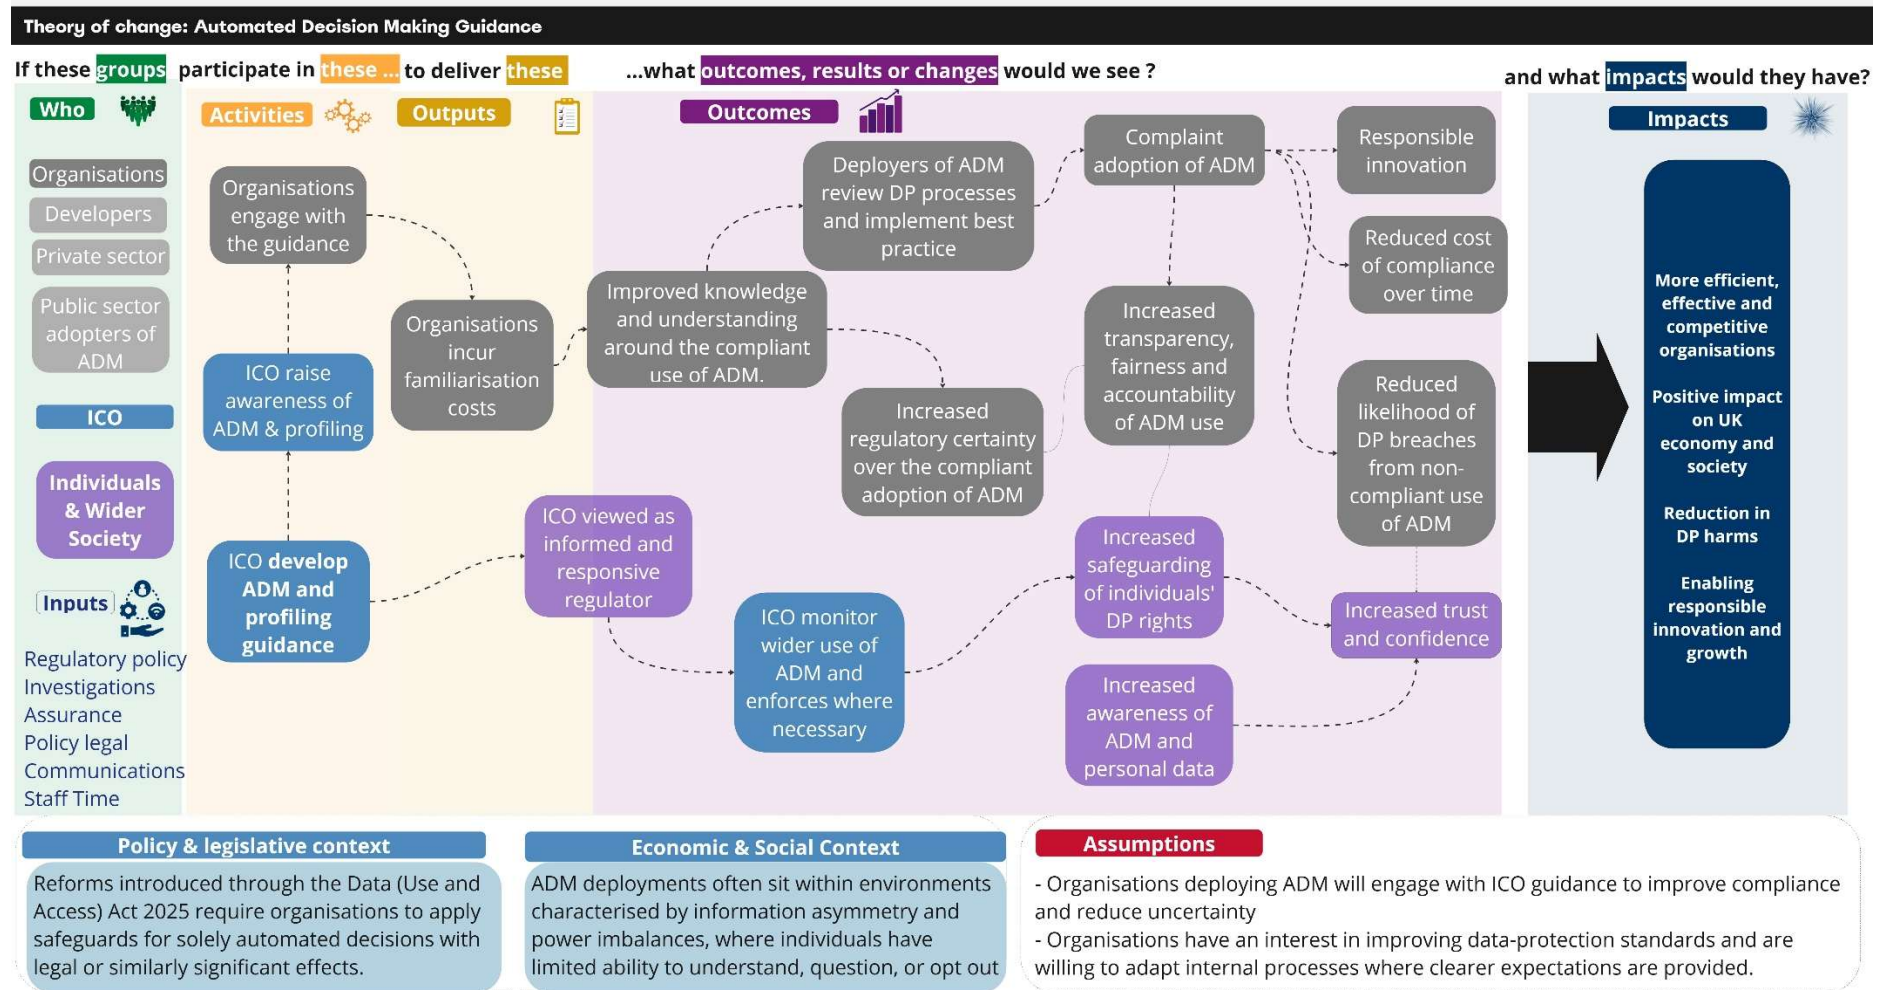 Theory of change: Automated Decision Making Guidance
If these groups participate in these ... to deliver these
...what outcomes, results or changes would we see ?
and what impacts would they have?
Who
Organisations
Developers
Private sector
Public sector
adopters of
ADM
ICO
Individuals
& Wider
Society
Inputs
Regulatory policy
Investigations
Assurance
Policy legal
Communications
Staff Time
Activities
Organisations
engage with
the guidance
ICO raise
awareness of
ADM & profiling
ICO develop
ADM and
profiling
guidance
Outputs
Organisations
incur
familiarisation
costs
ICO viewed as
informed and
responsive
regulator
Outcomes
Improved knowledge
and understanding
around the compliant
use of ADM.
Deployers of ADM
review DP processes
and implement best
practice
Increased
regulatory certainty
over the compliant
adoption of ADM
ICO monitor
wider use of
ADM and
enforces where
necessary
Complaint
adoption of ADM
Increased
transparency,
fairness and
accountability
of ADM use
Increased
safeguarding
of individuals'
DP rights
Increased
awareness of
ADM and
personal data
Responsible
innovation
Reduced cost
of compliance
over time
Reduced
likelihood of
DP breaches
from non-
compliant use
of ADM
Increased trust
and confidence
Impacts
More efficient,
effective and
competitive
organisations
Positive impact
on UK
economy and
society
Reduction in
DP harms
Enabling
responsible
innovation and
growth
Policy & legislative context
Reforms introduced through the Data (Use and
Access) Act 2025 require organisations to apply
safeguards for solely automated decisions with
legal or similarly significant effects.
Economic & Social Context
ADM deployments often sit within environments
characterised by information asymmetry and
power imbalances, where individuals have
limited ability to understand, question, or opt out
Assumptions
- Organisations deploying ADM will engage with ICO guidance to improve compliance
and reduce uncertainty
- Organisations have an interest in improving data-protection standards and are
willing to adapt internal processes where clearer expectations are provided.